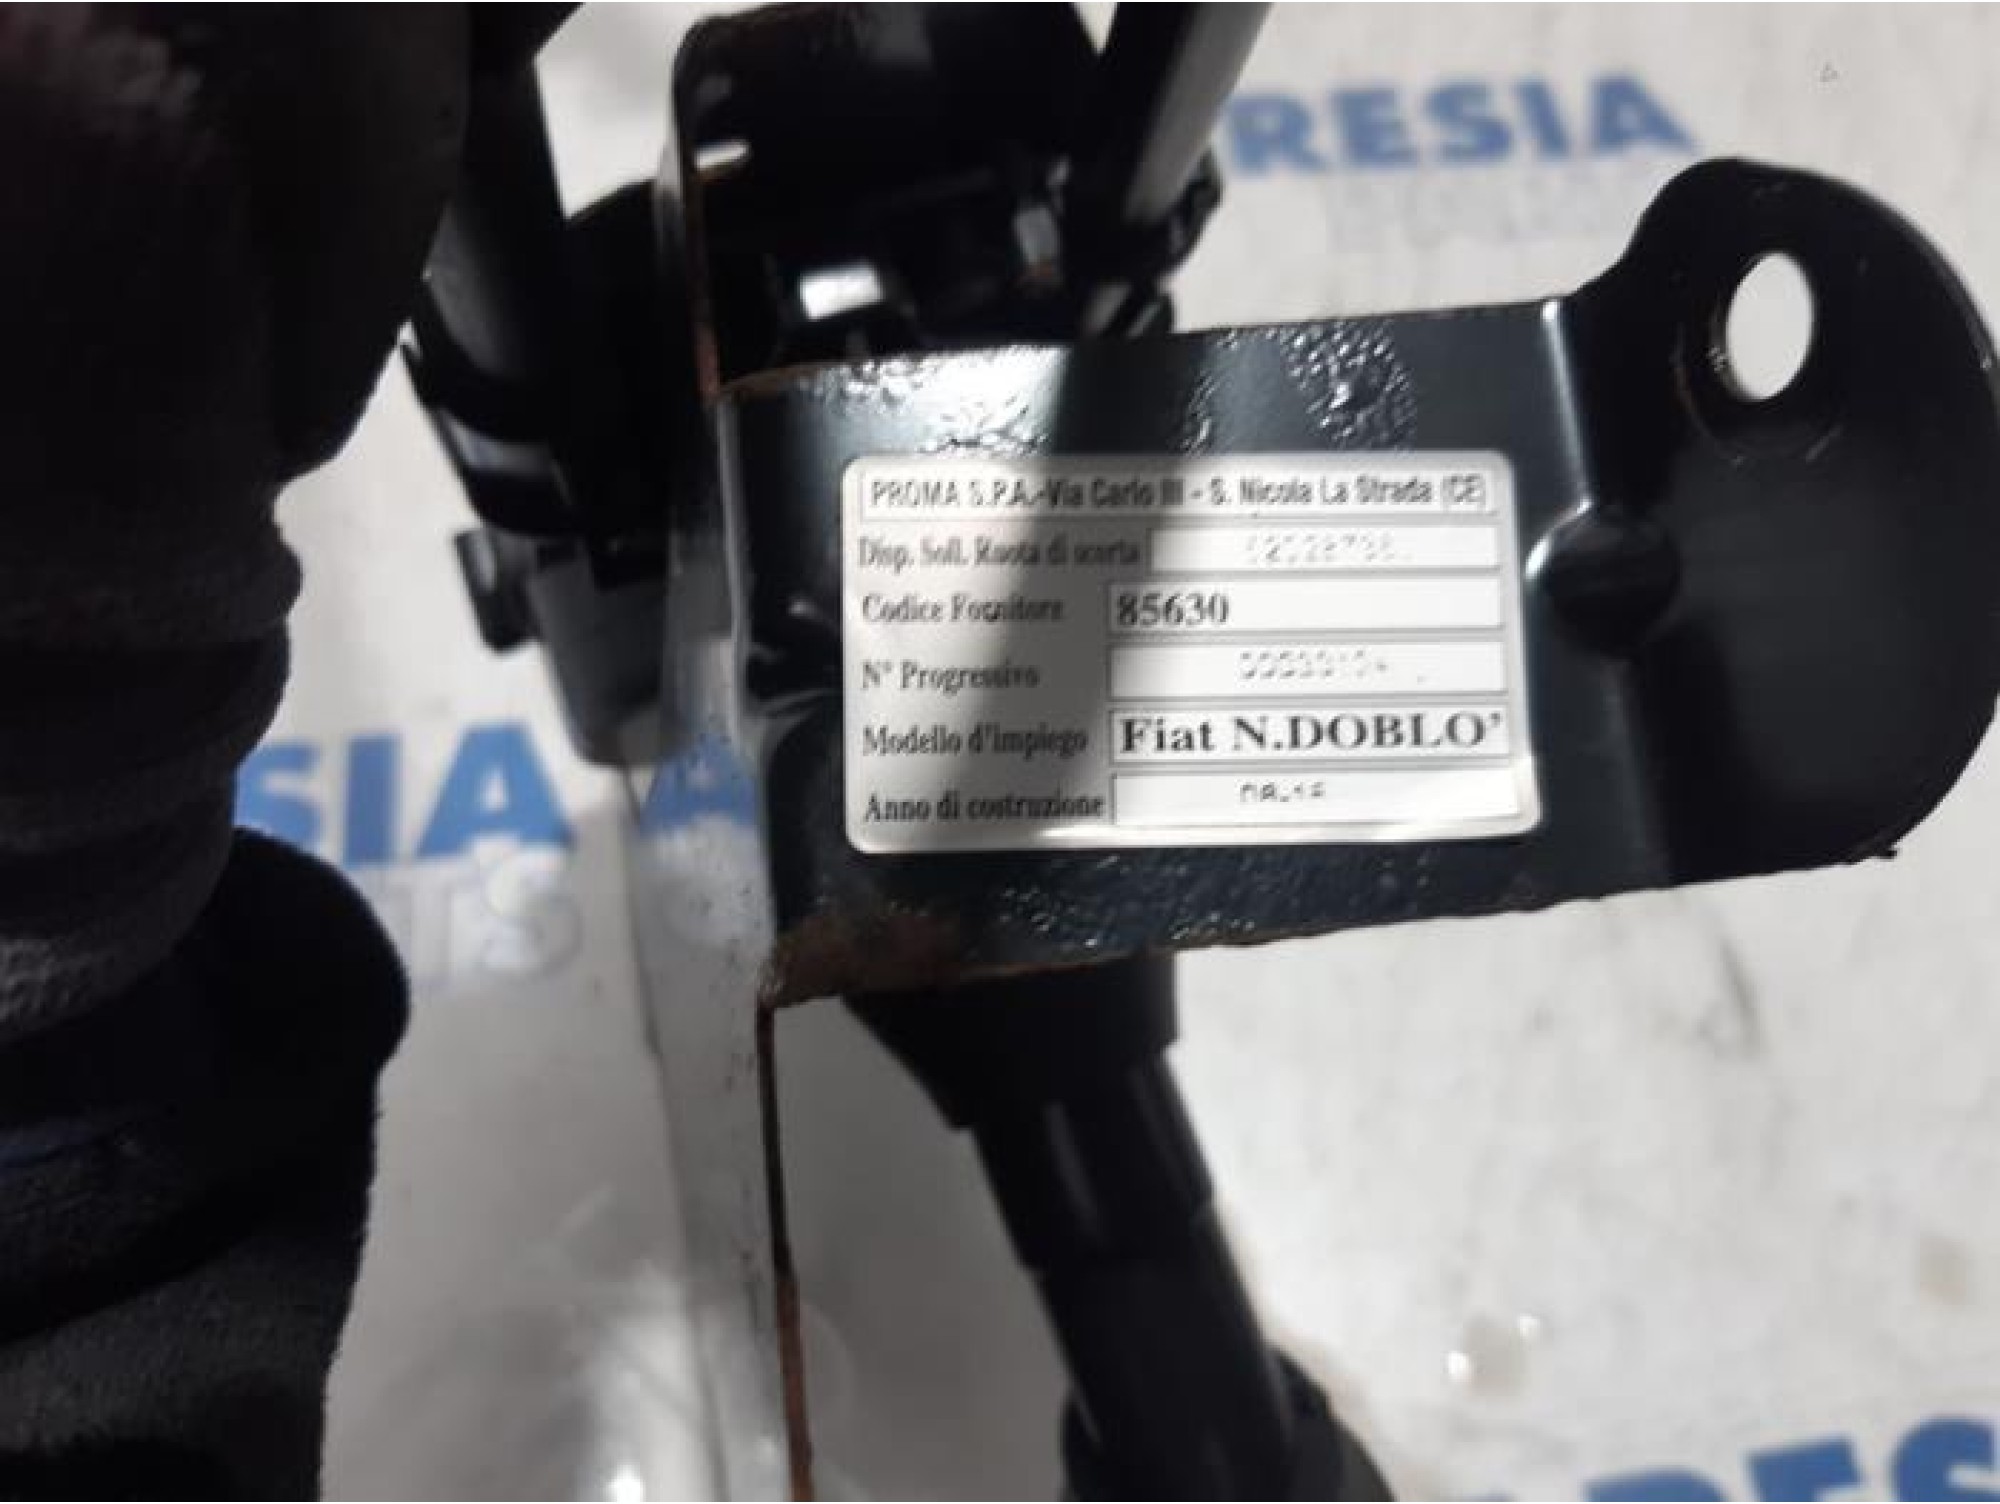 RESIA
PROMA S.P.A.-Via Carlo III - S. Nicola La Strada (CE)
Disp. Soll. Ruota di scorta
Codice Fornitore 85630
N° Progressivo
Modello d'impiego Fiat N.DOBLO'
Anno di costruzione
SIA